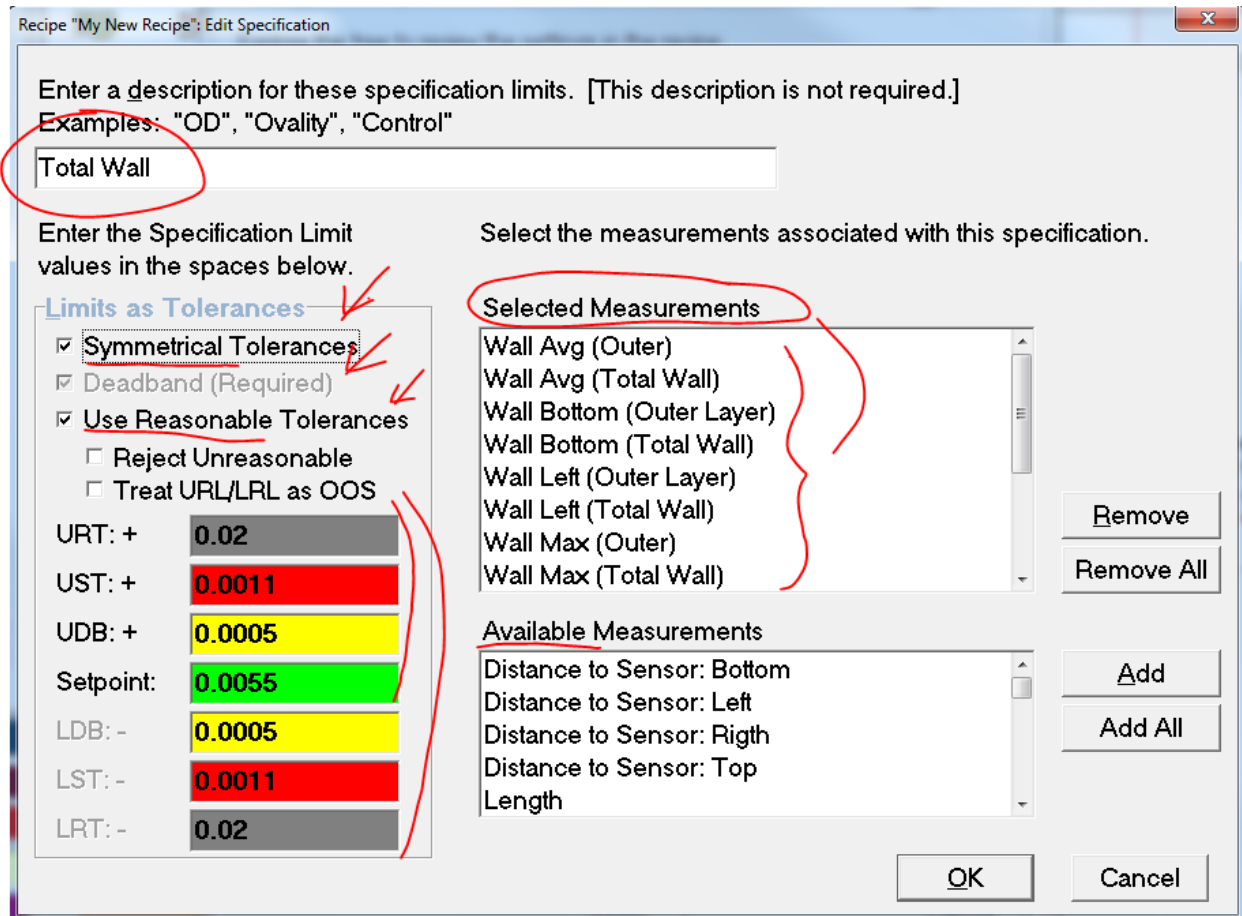 Recipe "My New Recipe": Edit Specification
Enter a description for these specification limits. [This description is not required.]
Examples: "OD", "Ovality", "Control"
Total Wall
Enter the Specification Limit
values in the spaces below.
Limits as Tolerances
Symmetrical Tolerances
Deadband (Required)
Use Reasonable Tolerances
Reject Unreasonable
Treat URL/LRL as OOS
URT: + 0.02
UST: + 0.0011
UDB: + 0.0005
Setpoint: 0.0055
LDB: - 0.0005
LST: - 0.0011
LRT: - 0.02
Select the measurements associated with this specification.
Selected Measurements
Wall Avg (Outer)
Wall Avg (Total Wall)
Wall Bottom (Outer Layer)
Wall Bottom (Total Wall)
Wall Left (Outer Layer)
Wall Left (Total Wall)
Wall Max (Outer)
Wall Max (Total Wall)
Remove
Remove All
Available Measurements
Distance to Sensor: Bottom
Distance to Sensor: Left
Distance to Sensor: Rigth
Distance to Sensor: Top
Length
Add
Add All
OK
Cancel